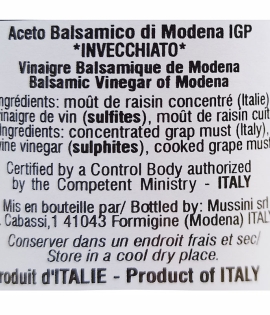 Aceto Balsamico di Modena IGP
*INVECCHIATO*
Vinaigre Balsamique de Modena
Balsamic Vinegar of Modena
Ingrédients: moût de raisin concentré (Italie)
vinaigre de vin (sulfites), moût de raisin cuit
Ingredients: concentrated grap must (Italy),
wine vinegar (sulphites), cooked grape must
Certified by a Control Body authorized
by the Competent Ministry - ITALY
Mis en bouteille par/ Bottled by: Mussini srl
. Cabassi,1 41043 Formigine (Modena) ITALY
Conserver dans un endroit frais et sec/
Store in a cool dry place.
Produit d'ITALIE - Product of ITALY